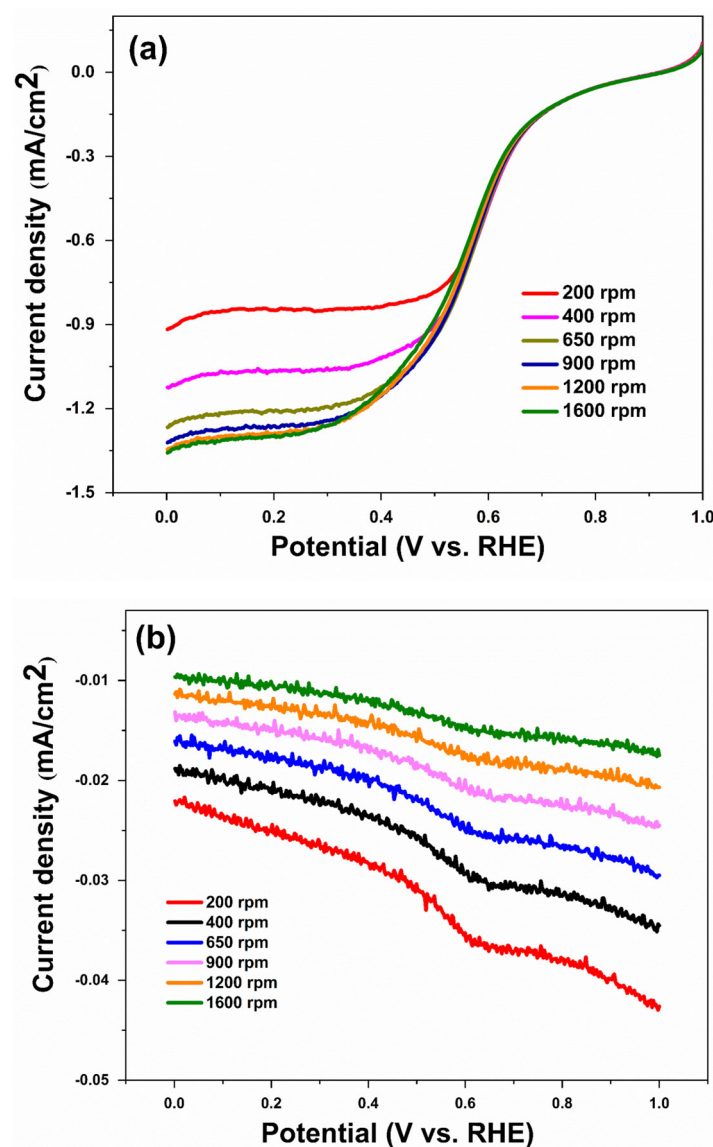 (a)
0.0
-0.3
-0.6
-0.9
-1.2
-1.5
Current density (mA/cm2)
200 rpm
400 rpm
650 rpm
900 rpm
1200 rpm
1600 rpm
0.0 0.2 0.4 0.6 0.8 1.0
Potential (V vs. RHE)
(b)
-0.01
-0.02
-0.03
-0.04
-0.05
Current density (mA/cm2)
200 rpm
400 rpm
650 rpm
900 rpm
1200 rpm
1600 rpm
0.0 0.2 0.4 0.6 0.8 1.0
Potential (V vs. RHE)